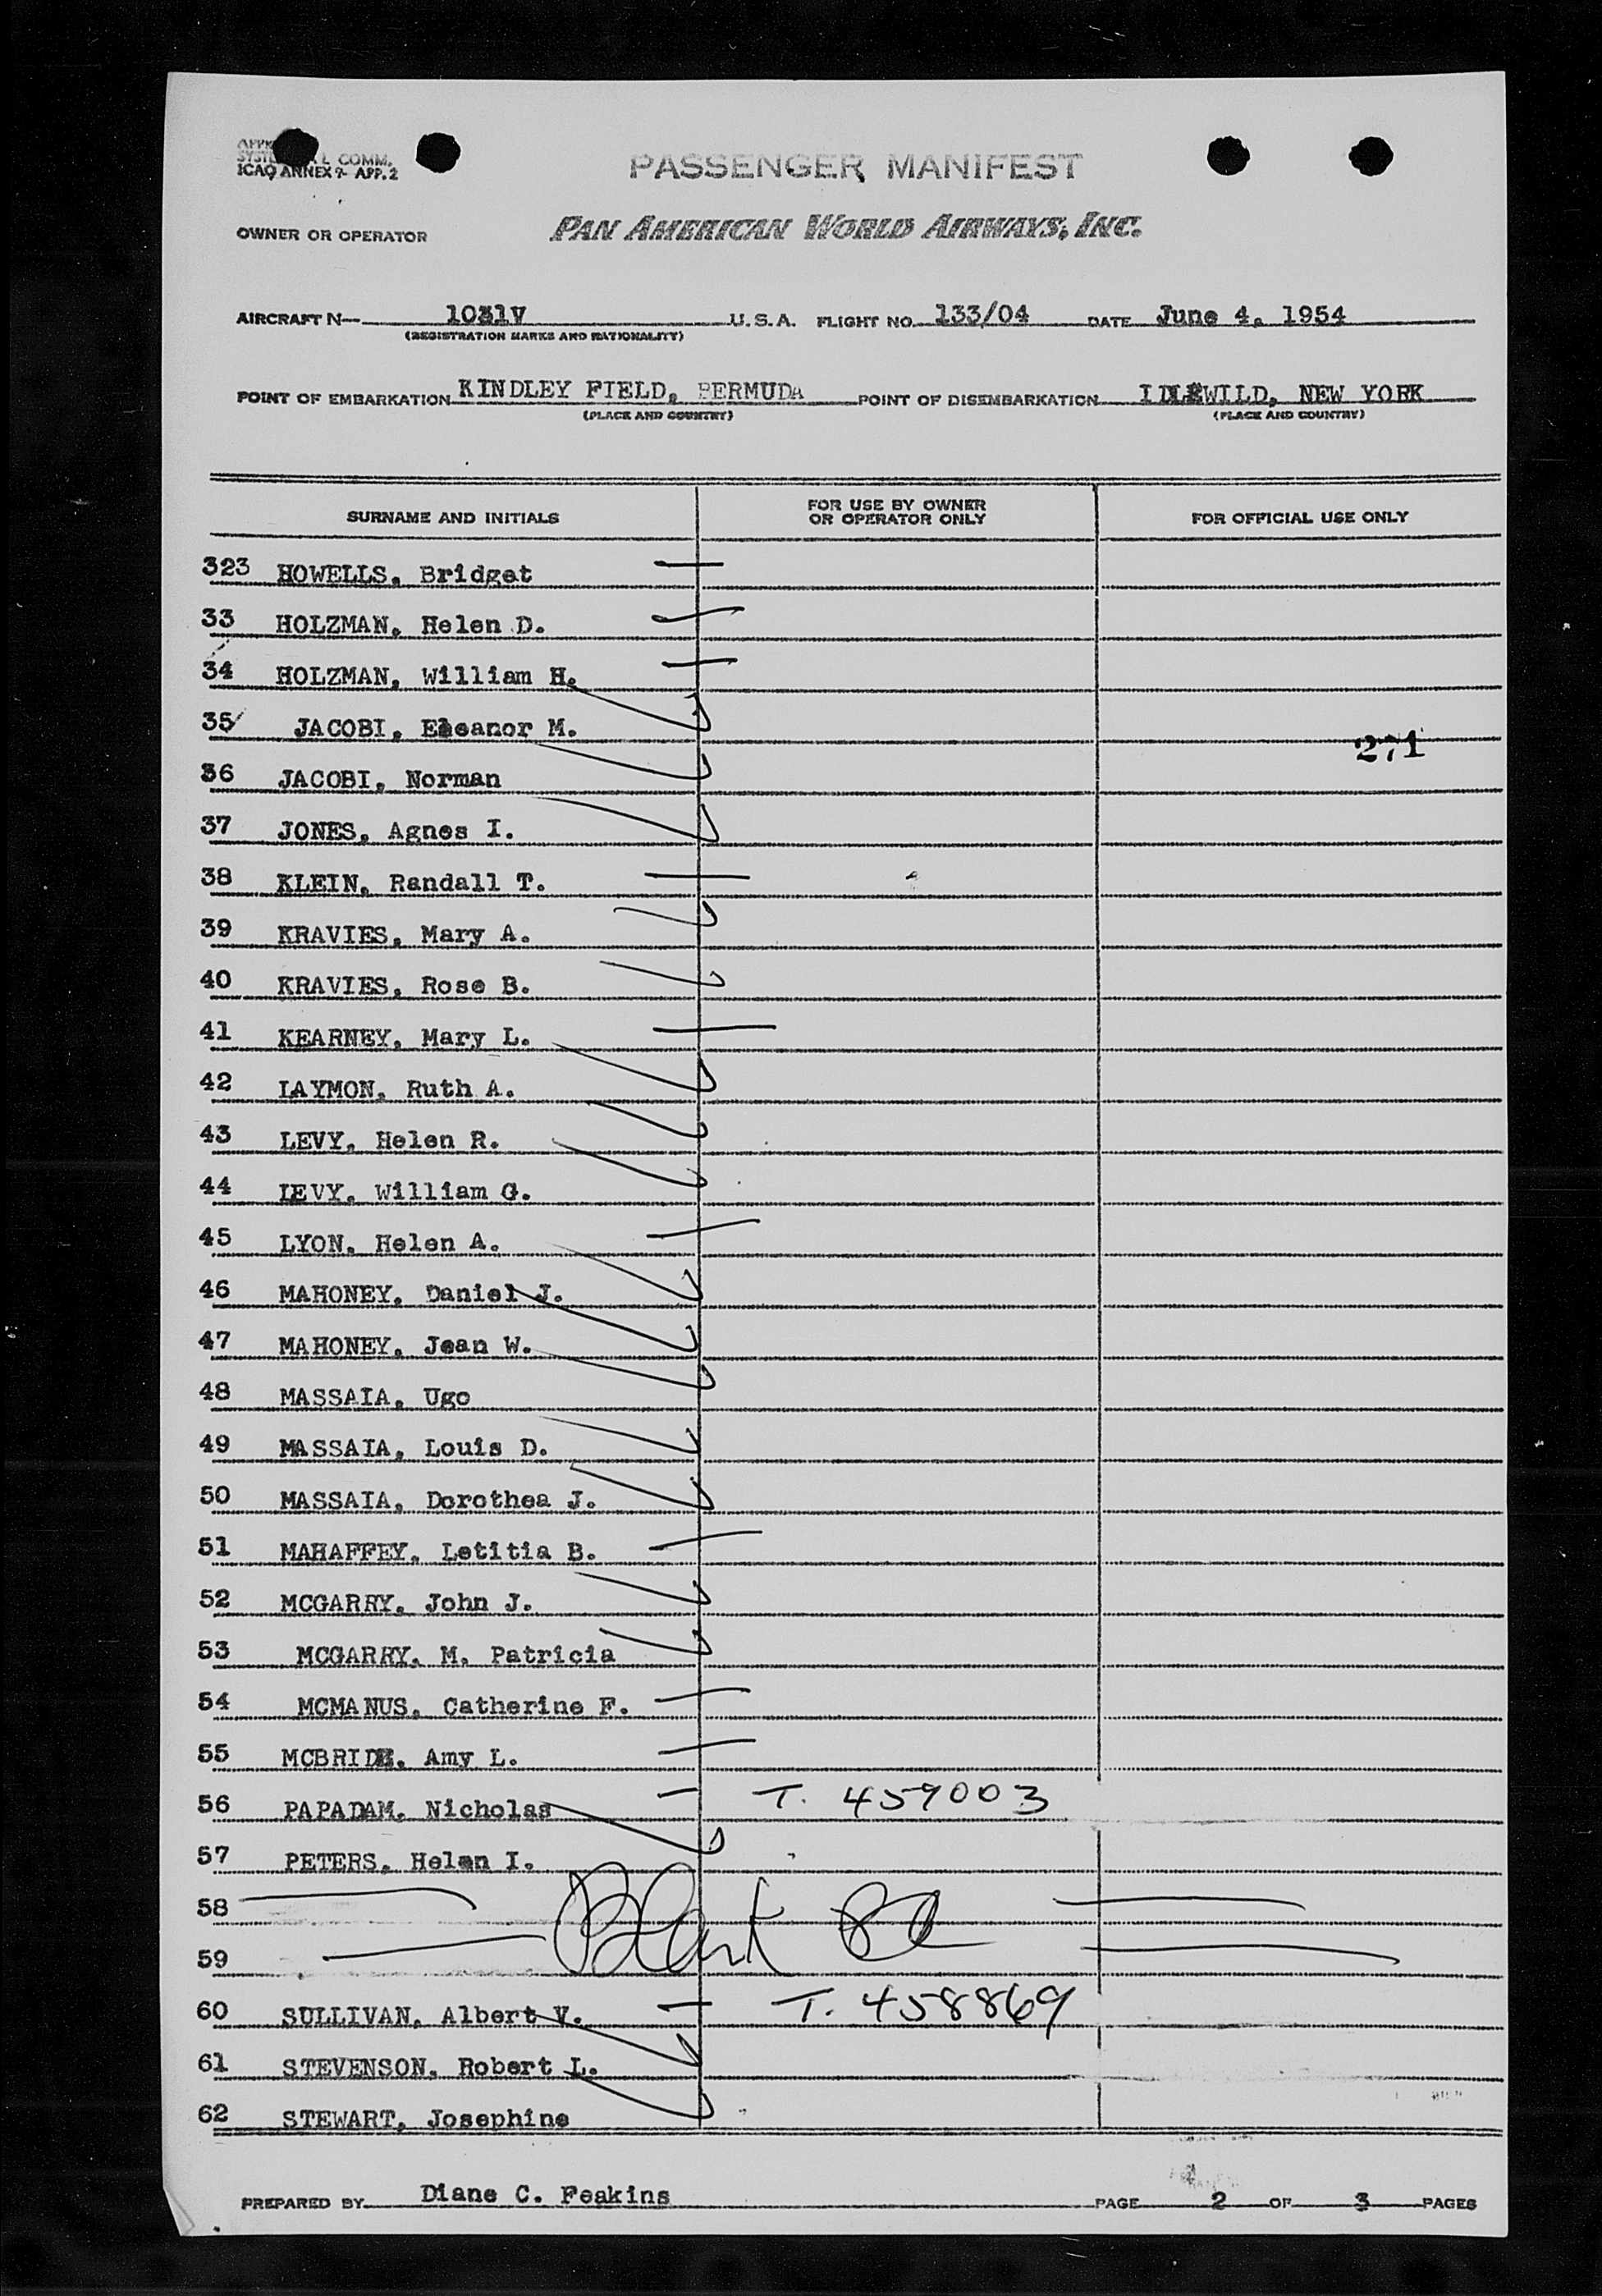 COMM.
ICAO ANNEX 9- APP. 2
PASSENGER MANIFEST
OWNER OR OPERATOR PAN AMERICAN WORLD AIRWAYS, INC.
AIRCRAFT N— 1031V U.S.A. FLIGHT NO. 133/04 DATE June 4, 1954
(REGISTRATION MARKS AND NATIONALITY)
POINT OF EMBARKATION KINDLEY FIELD, BERMUDA POINT OF DISEMBARKATION IDLEWILD, NEW YORK
(PLACE AND COUNTRY) (PLACE AND COUNTRY)
SURNAME AND INITIALS FOR USE BY OWNER OR OPERATOR ONLY FOR OFFICIAL USE ONLY
323 HOWELLS, Bridget
33 HOLZMAN, Helen D.
34 HOLZMAN, William H.
35 JACOBI, Eleanor M.
271
36 JACOBI, Norman
37 JONES, Agnes I.
38 KLEIN, Randall T.
39 KRAVIES, Mary A.
40 KRAVIES, Rose B.
41 KEARNEY, Mary L.
42 LAYMON, Ruth A.
43 LEVY, Helen R.
44 LEVY, William G.
45 LYON, Helen A.
46 MAHONEY, Daniel J.
47 MAHONEY, Jean W.
48 MASSAIA, Ugo
49 MASSAIA, Louis D.
50 MASSAIA, Dorothea J.
51 MAHAFFEY, Letitia B.
52 MCGARRY, John J.
53 MCGARRY, M. Patricia
54 MCMANUS, Catherine F.
55 MCBRIDE, Amy L.
56 PAPADAM, Nicholas T. 459003
57 PETERS, Helen I.
58
59
60 SULLIVAN, Albert V. T. 458869
61 STEVENSON, Robert L.
62 STEWART, Josephine
PREPARED BY Diane C. Feakins PAGE 2 OF 3 PAGES